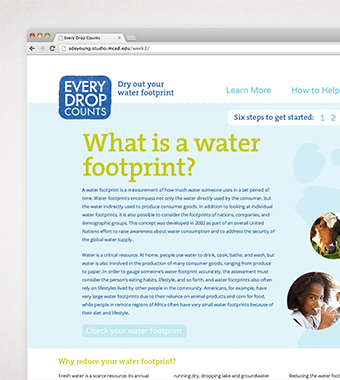 Every Drop Counts
sdeyoung.studio.mcad.edu/week3/
EVERY
DROP
COUNTS
Dry out your
water footprint
Learn More
How to Help
Six steps to get started: 1 2
What is a water
footprint?
A water footprint is a measurement of how much water someone uses in a set period of
time. Water footprints encompass not only the water directly used by the consumer, but
the water indirectly used to produce consumer goods. In addition to looking at individual
water footprints, it is also possible to consider the footprints of nations, companies, and
demographic groups. This concept was developed in 2002 as part of an overall United
Nations effort to raise awareness about water consumption and to address the security of
the global water supply.
Water is a critical resource. At home, people use water to drink, cook, bathe, and wash, but
water is also involved in the production of many consumer goods, ranging from produce
to paper. In order to gauge someone's water footprint accurately, the assessment must
consider the person's eating habits, lifestyle, and so forth, and water footprints also often
rely on lifestyles lived by other people in the community. Americans, for example, have
very large water footprints due to their reliance on animal products and corn for food,
while people in remote regions of Africa often have very small water footprints because of
their diet and lifestyle.
Check your water footprint
Why reduce your water footprint?
Fresh water is a scarce resource; its annual
running dry, dropping lake and groundwater
Reducing the water foot